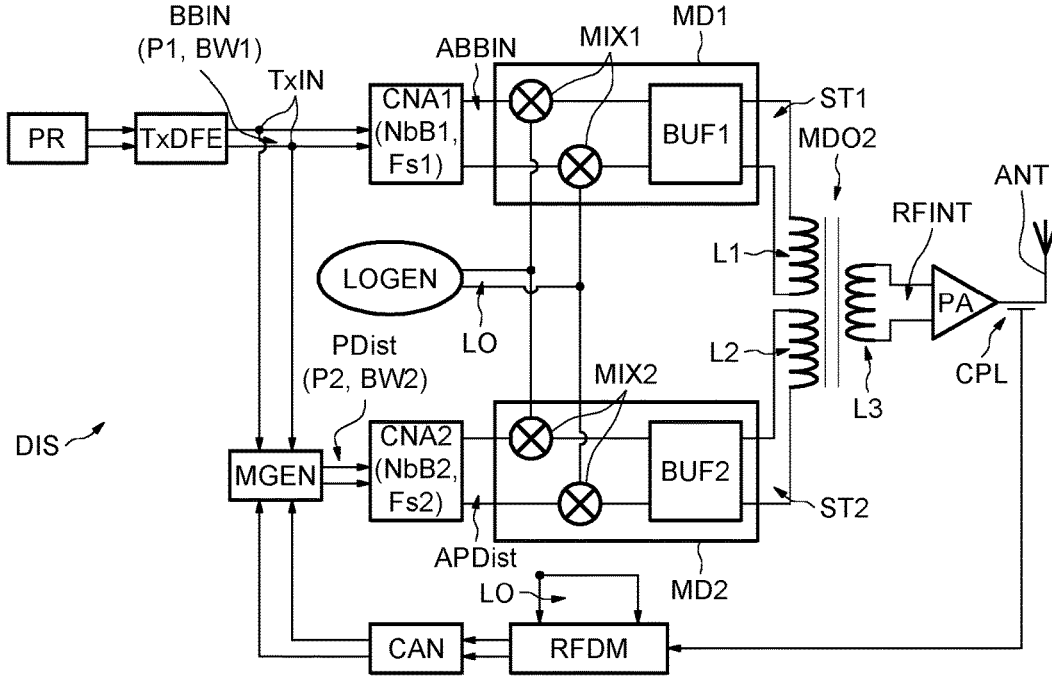 BBIN
(P1, BW1)
TxIN
ABBIN
MIX1
MD1
PR
TxDFE
CNA1
(NbB1,
Fs1)
BUF1
ST1
MDO2
ANT
RFINT
L1
LOGEN
LO
PA
L2
CPL
L3
PDist
(P2, BW2)
MIX2
DIS
MGEN
CNA2
(NbB2,
Fs2)
BUF2
ST2
APDist
MD2
LO
CAN
RFDM